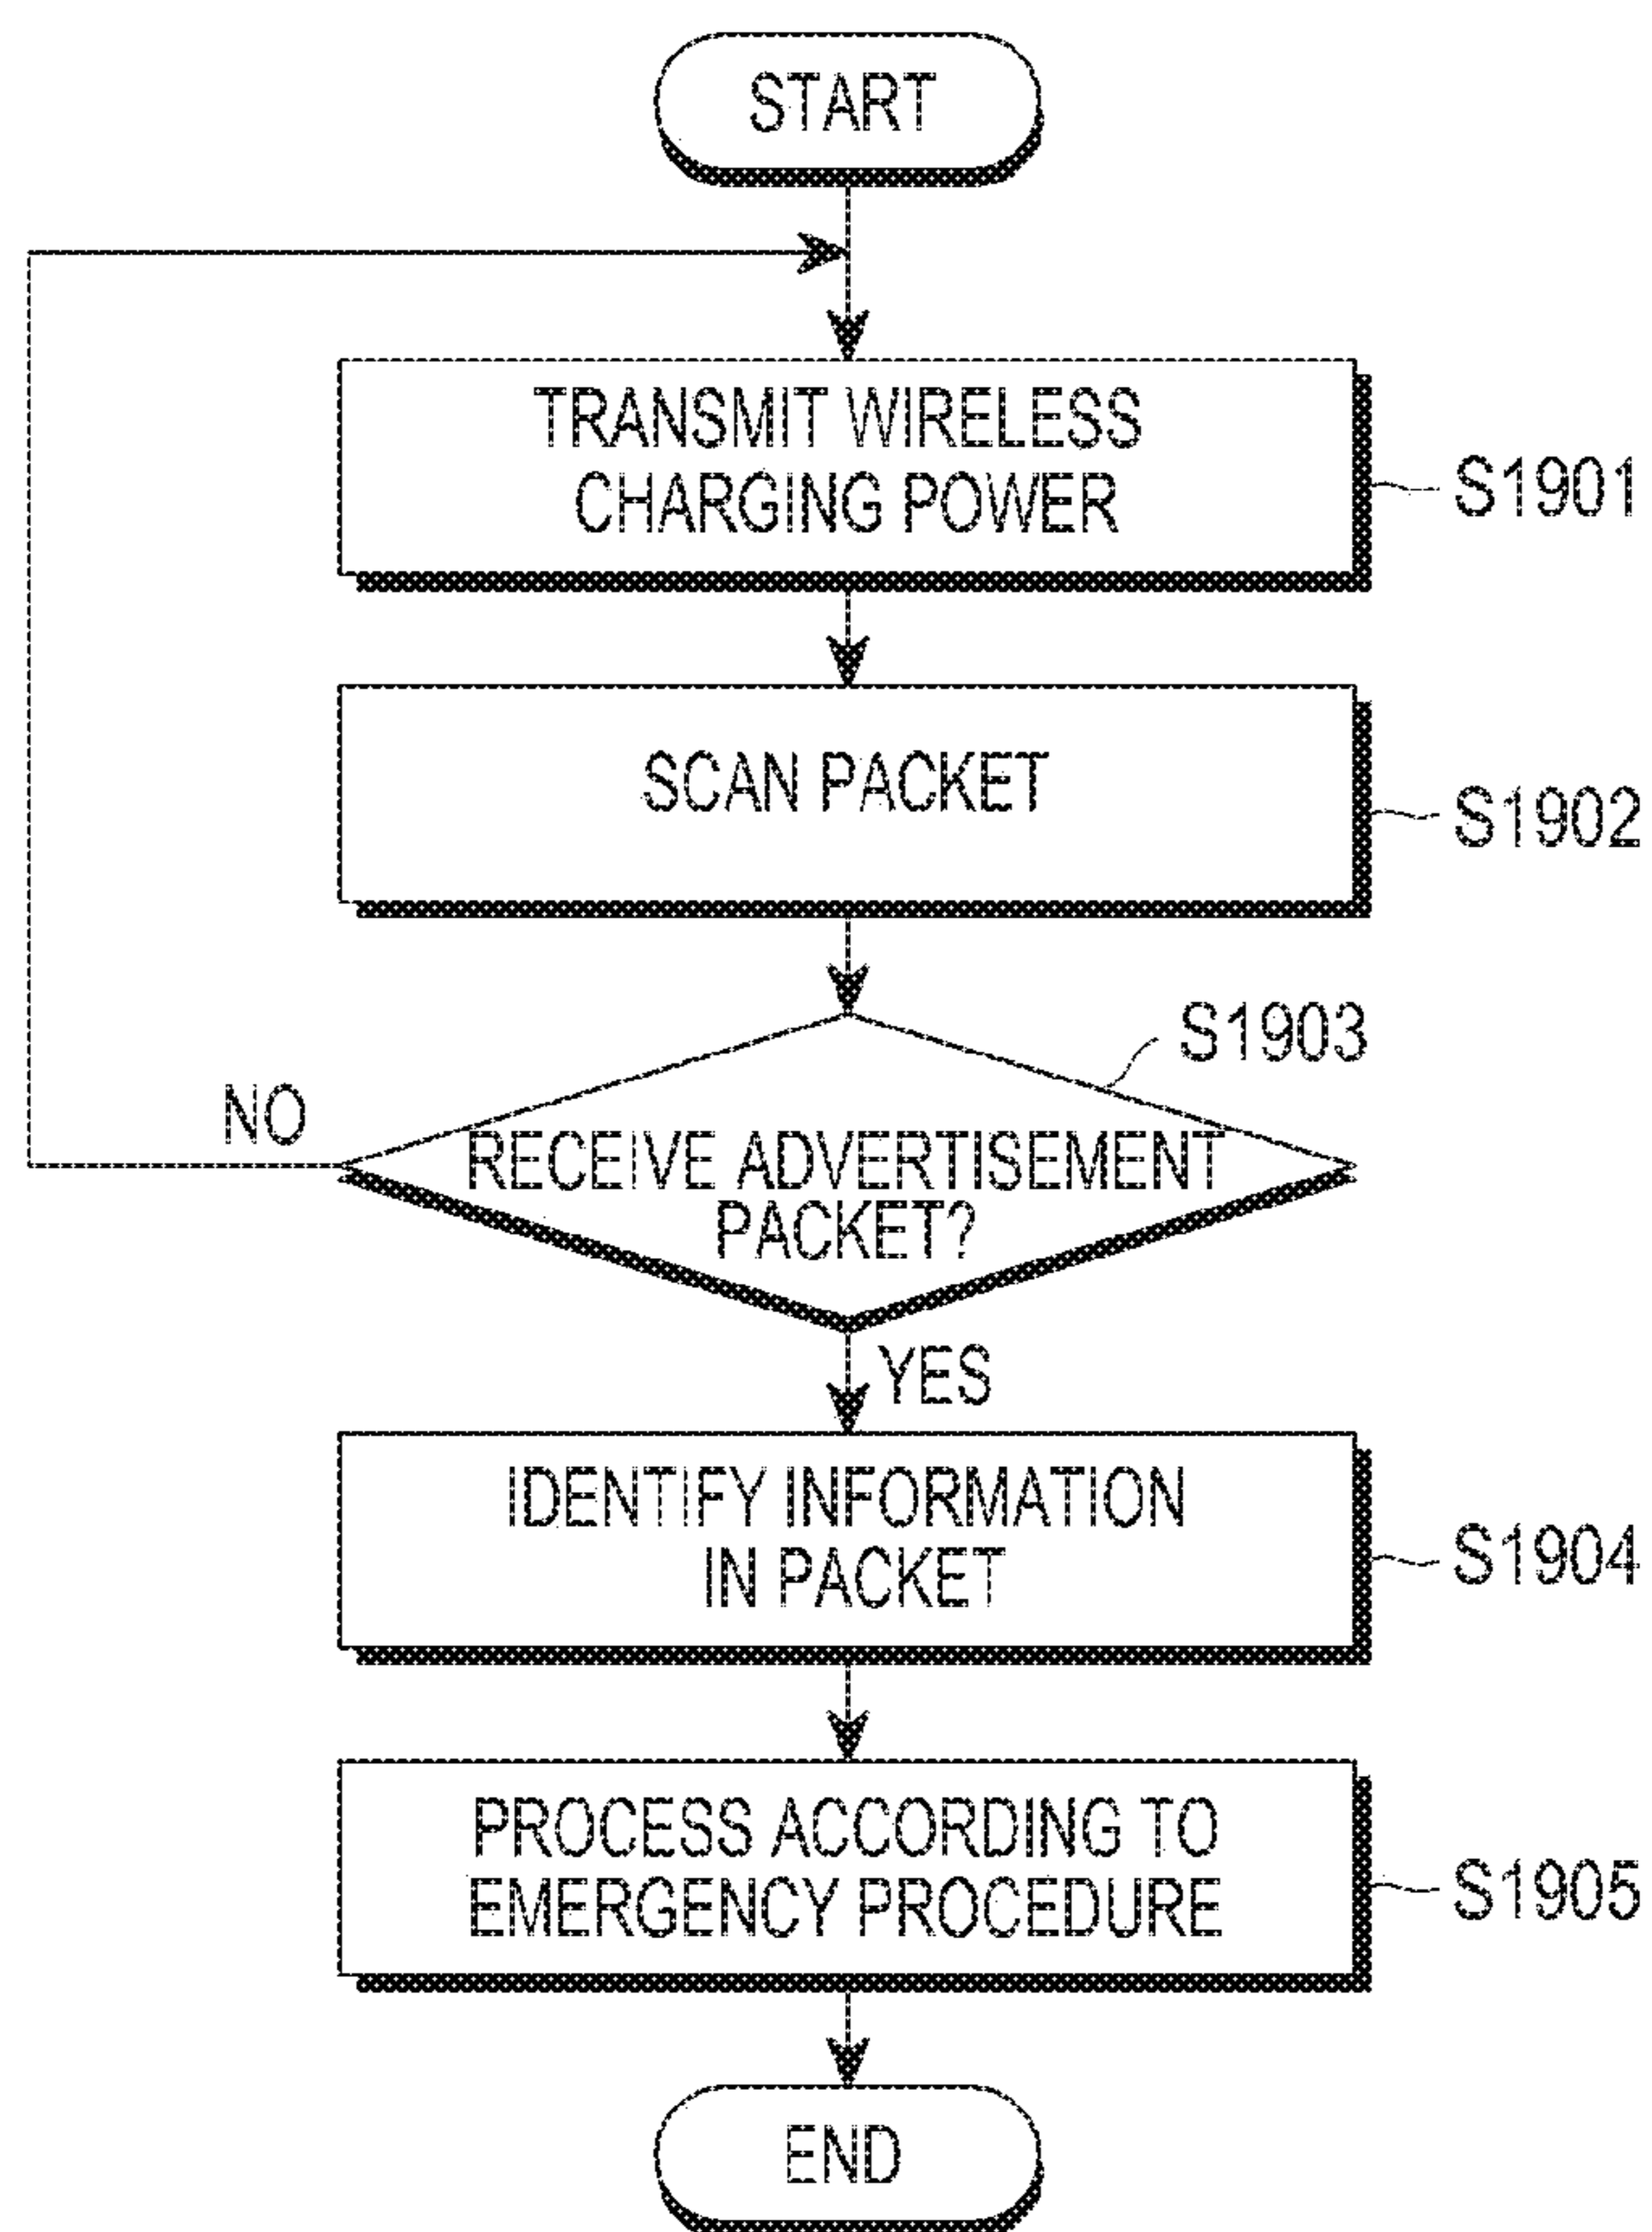 START
TRANSMIT WIRELESS
CHARGING POWER
S1901
SCAN PACKET
S1902
S1903
NO
RECEIVE ADVERTISEMENT
PACKET?
YES
IDENTIFY INFORMATION
IN PACKET
S1904
PROCESS ACCORDING TO
EMERGENCY PROCEDURE
S1905
END